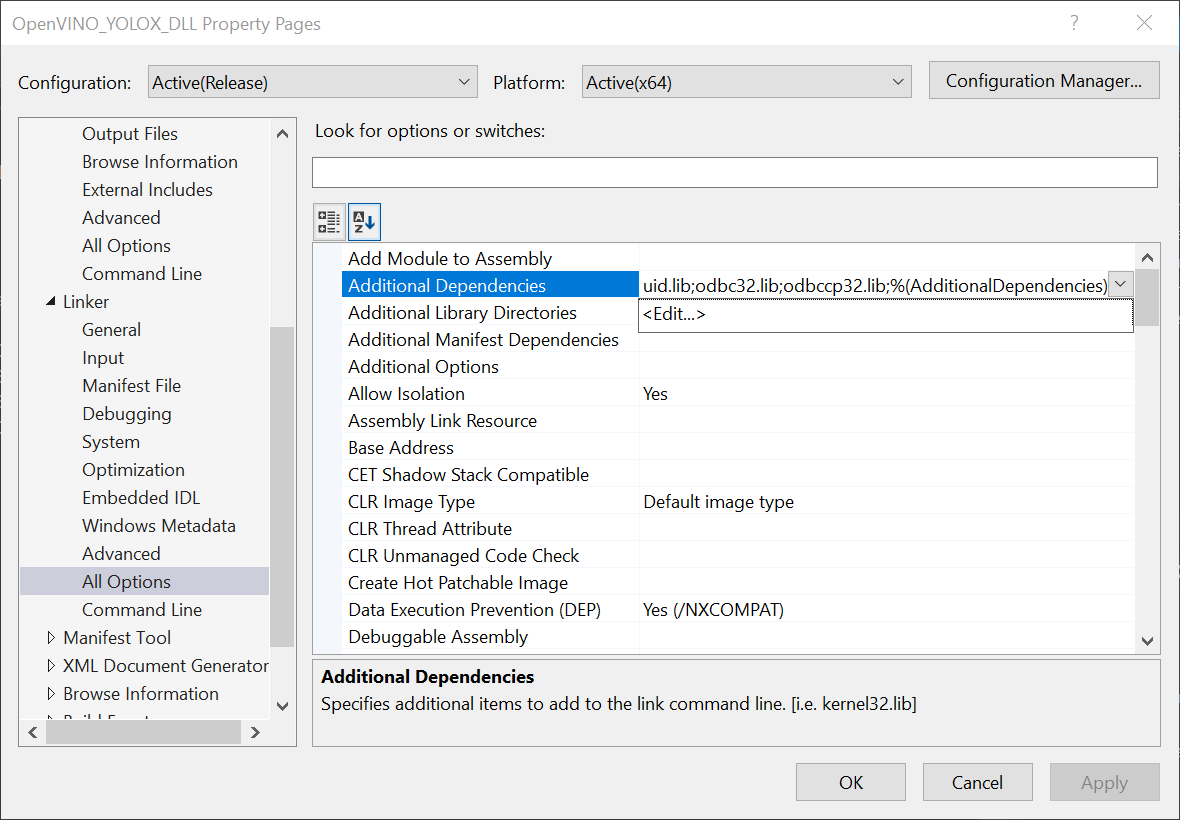 OpenVINO_YOLOX_DLL Property Pages
Configuration: Active(Release) Platform: Active(x64) Configuration Manager...
Output Files
Browse Information
External Includes
Advanced
All Options
Command Line
Linker
General
Input
Manifest File
Debugging
System
Optimization
Embedded IDL
Windows Metadata
Advanced
All Options
Command Line
Manifest Tool
XML Document Generator
Browse Information
Look for options or switches:
Add Module to Assembly
Additional Dependencies uid.lib;odbc32.lib;odbccp32.lib;%(AdditionalDependencies)
<Edit...>
Additional Library Directories
Additional Manifest Dependencies
Additional Options
Allow Isolation Yes
Assembly Link Resource
Base Address
CET Shadow Stack Compatible
CLR Image Type Default image type
CLR Thread Attribute
CLR Unmanaged Code Check
Create Hot Patchable Image
Data Execution Prevention (DEP) Yes (/NXCOMPAT)
Debuggable Assembly
Additional Dependencies
Specifies additional items to add to the link command line. [i.e. kernel32.lib]
OK Cancel Apply